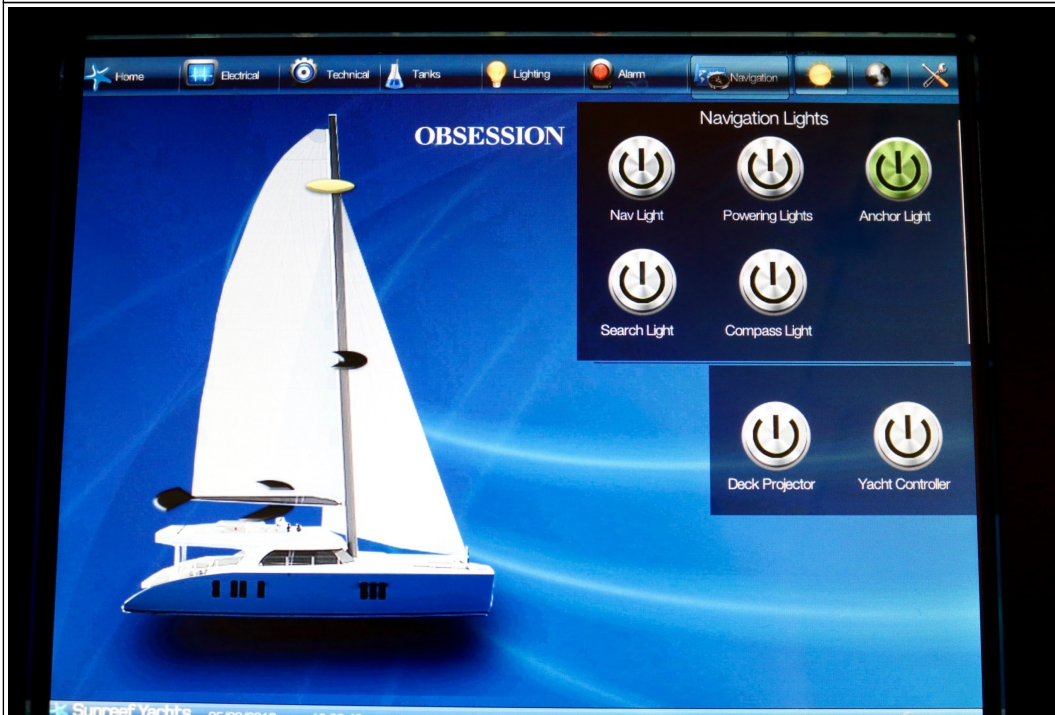 Home Electrical Technical Tanks Lighting Alarm Navigation
OBSESSION
Navigation Lights
Nav Light Powering Lights Anchor Light
Search Light Compass Light
Deck Projector Yacht Controller
Sunreef Yachts